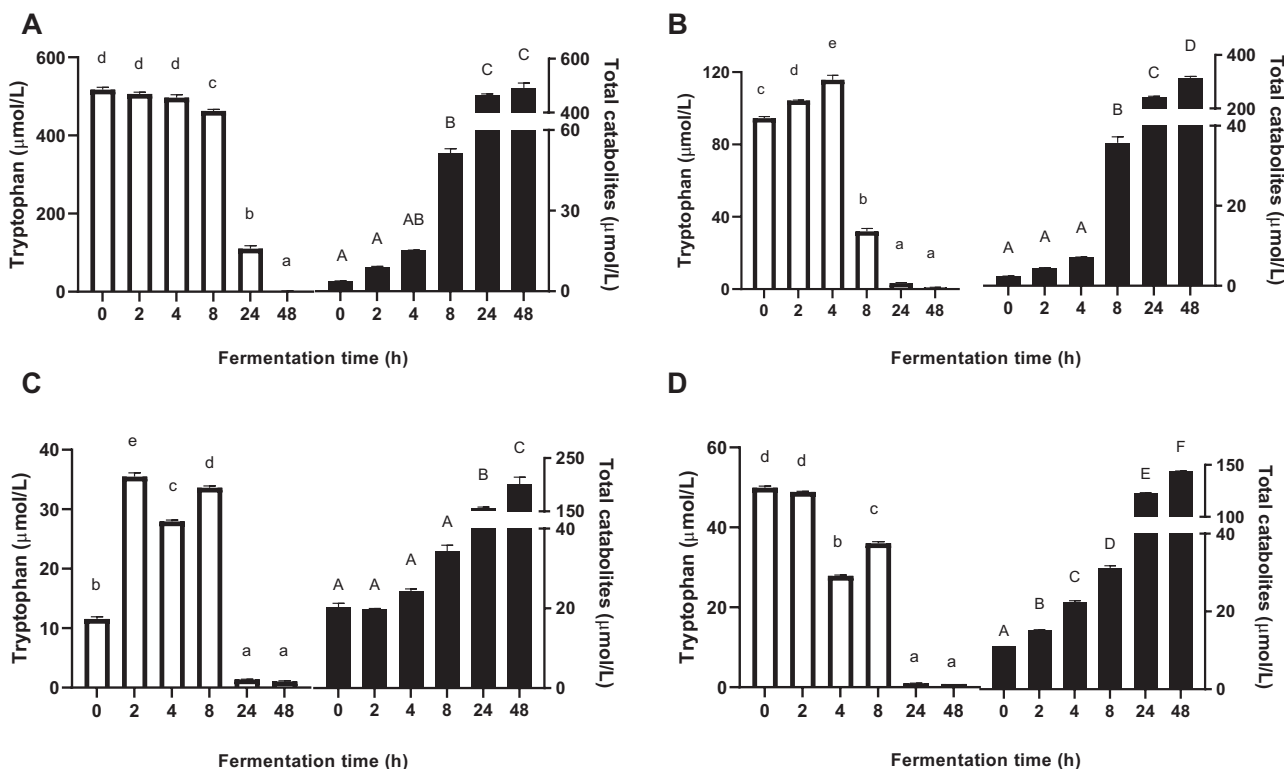 A
Tryptophan (μmol/L)
600
400
200
0
d
d
d
c
b
a
A
A
AB
B
C
C
600
400
60
30
0
Total catabolites (μmol/L)
0 2 4 8 24 48 0 2 4 8 24 48
Fermentation time (h)
B
Tryptophan (μmol/L)
120
80
40
0
c
d
e
b
a
a
A
A
A
B
C
D
400
200
40
20
0
Total catabolites (μmol/L)
0 2 4 8 24 48 0 2 4 8 24 48
Fermentation time (h)
C
Tryptophan (μmol/L)
40
30
20
10
0
b
e
c
d
a
a
A
A
A
A
B
C
250
150
40
20
0
Total catabolites (μmol/L)
0 2 4 8 24 48 0 2 4 8 24 48
Fermentation time (h)
D
Tryptophan (μmol/L)
60
40
20
0
d
d
b
c
a
a
A
B
C
D
E
F
150
100
40
20
0
Total catabolites (μmol/L)
0 2 4 8 24 48 0 2 4 8 24 48
Fermentation time (h)